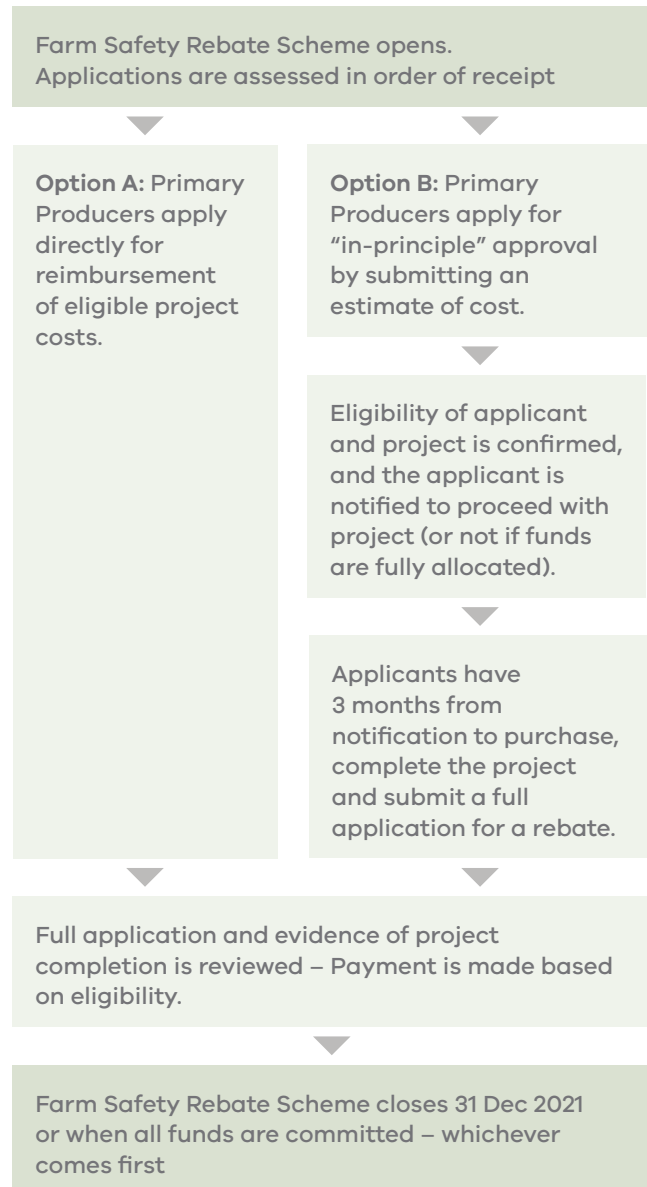 Farm Safety Rebate Scheme opens.
Applications are assessed in order of receipt
Option A: Primary
Producers apply
directly for
reimbursement
of eligible project
costs.
Option B: Primary
Producers apply for
“in-principle” approval
by submitting an
estimate of cost.
Eligibility of applicant
and project is confirmed,
and the applicant is
notified to proceed with
project (or not if funds
are fully allocated).
Applicants have
3 months from
notification to purchase,
complete the project
and submit a full
application for a rebate.
Full application and evidence of project
completion is reviewed – Payment is made based
on eligibility.
Farm Safety Rebate Scheme closes 31 Dec 2021
or when all funds are committed – whichever
comes first